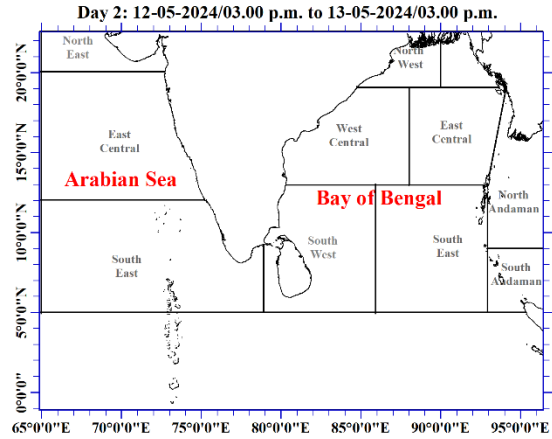 Day 2: 12-05-2024/03.00 p.m. to 13-05-2024/03.00 p.m.
North
East
North
West
20°0'0"N
East
Central
West
Central
East
Central
15°0'0"N
Arabian Sea
Bay of Bengal
North
Andaman
10°0'0"N
South
East
South
West
South
East
South
Andaman
5°0'0"N
0°0'0"
65°0'0"E
70°0'0"E
75°0'0"E
80°0'0"E
85°0'0"E
90°0'0"E
95°0'0"E